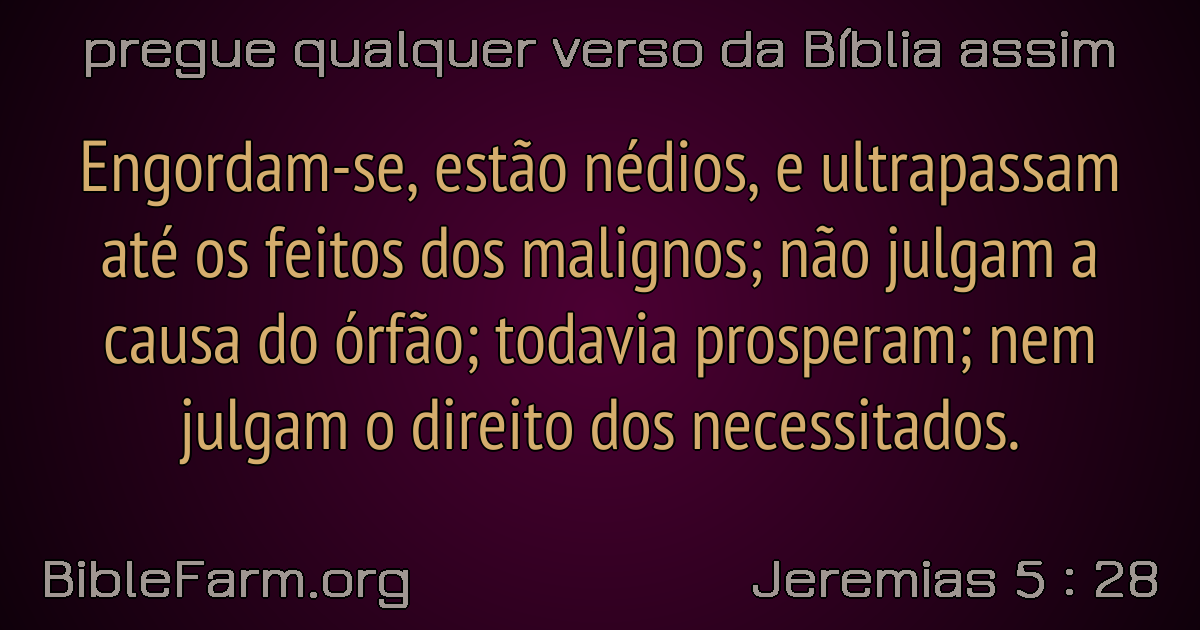 pregue qualquer verso da Bíblia assim
Engordam-se, estão nédios, e ultrapassam
até os feitos dos malignos; não julgam a
causa do órfão; todavia prosperam; nem
julgam o direito dos necessitados.
BibleFarm.org
Jeremias 5 : 28